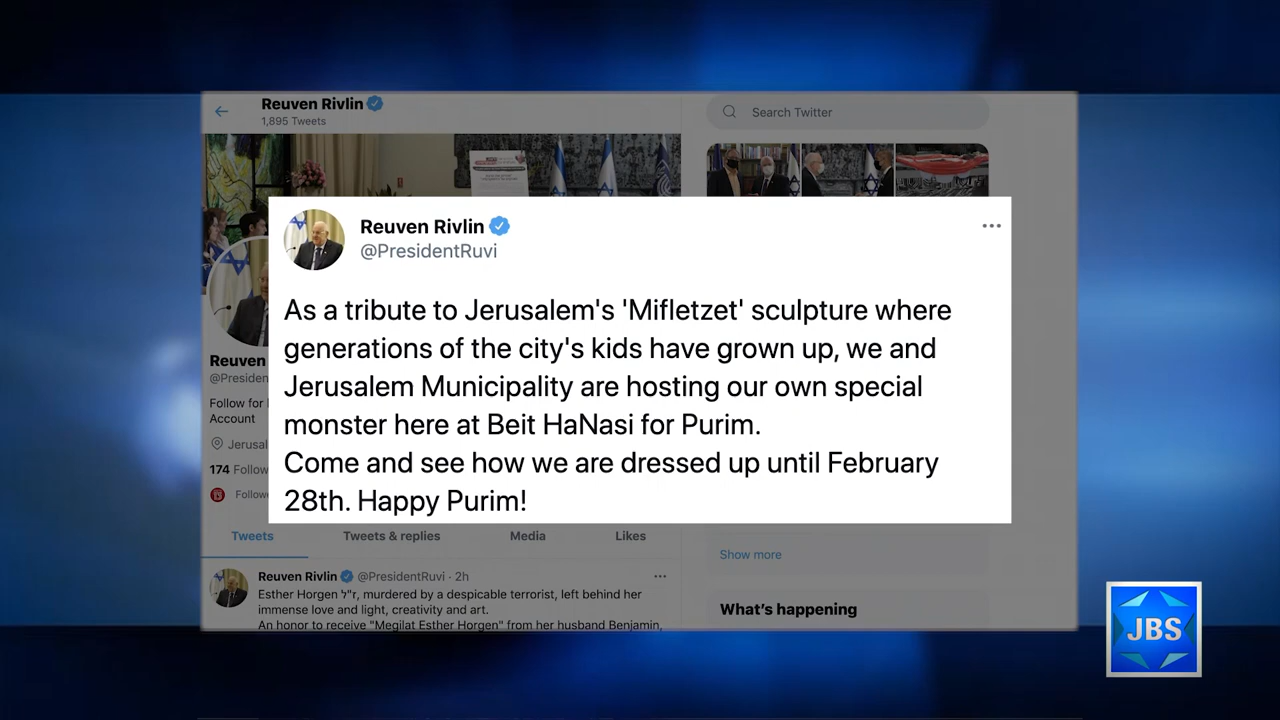 Reuven Rivlin
1,895 Tweets
Search Twitter
Reuven Rivlin
@PresidentRuvi
As a tribute to Jerusalem's 'Mifletzet' sculpture where
generations of the city's kids have grown up, we and
Jerusalem Municipality are hosting our own special
monster here at Beit HaNasi for Purim.
Come and see how we are dressed up until February
28th. Happy Purim!
Reuven
@Presiden
Follow for
Account
Jerusal
174 Follow
Followe
Tweets
Tweets & replies
Media
Likes
Show more
What's happening
Reuven Rivlin @PresidentRuvi · 2h
Esther Horgen הי"ד, murdered by a despicable terrorist, left behind her
immense love and light, creativity and art.
An honor to receive "Megilat Esther Horgen" from her husband Benjamin,
JBS